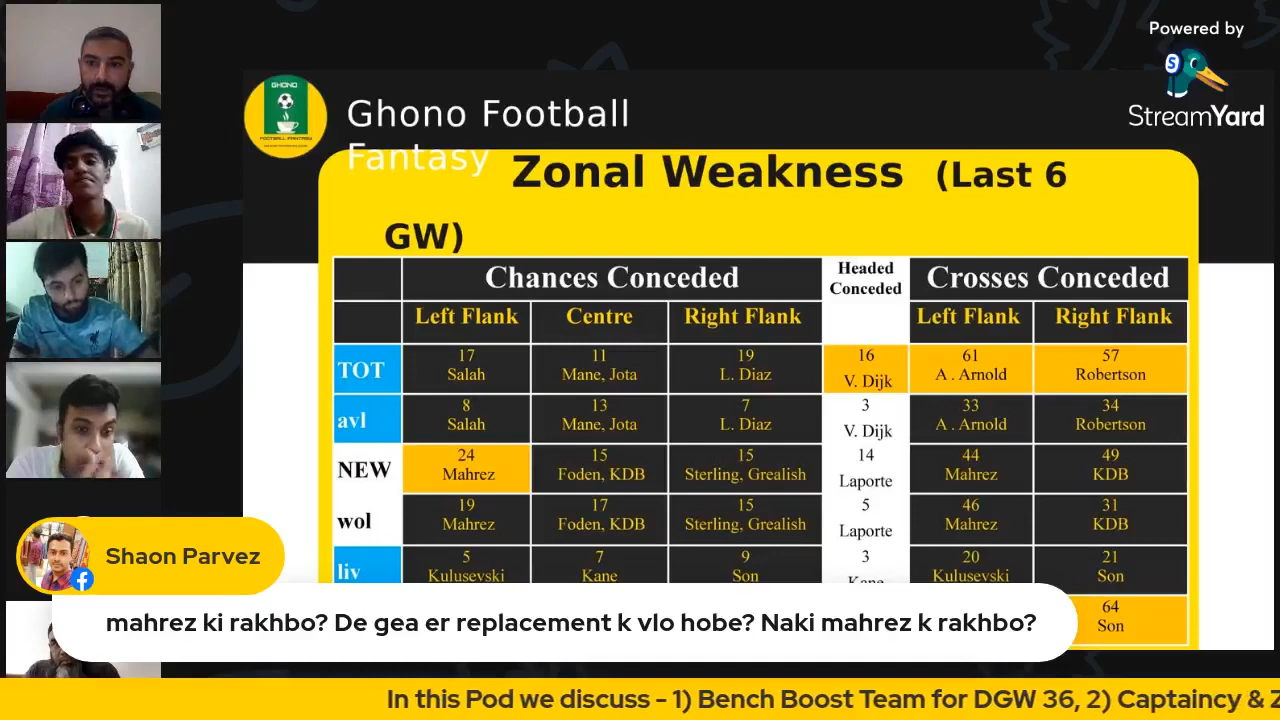 Powered by
StreamYard
GHONO
FOOTBALL FANTASY
Ghono Football
Fantasy
Zonal Weakness (Last 6
GW)
Chances Conceded Headed Conceded Crosses Conceded
Left Flank Centre Right Flank Left Flank Right Flank
TOT 17 Salah 11 Mane, Jota 19 L. Diaz 16 V. Dijk 61 A . Arnold 57 Robertson
avl 8 Salah 13 Mane, Jota 7 L. Diaz 3 V. Dijk 33 A . Arnold 34 Robertson
NEW 24 Mahrez 15 Foden, KDB 15 Sterling, Grealish 14 Laporte 44 Mahrez 49 KDB
wol 19 Mahrez 17 Foden, KDB 15 Sterling, Grealish 5 Laporte 46 Mahrez 31 KDB
liv 5 Kulusevski 7 Kane 9 Son 3 Kane 20 Kulusevski 21 Son
64 Son
Shaon Parvez
mahrez ki rakhbo? De gea er replacement k vlo hobe? Naki mahrez k rakhbo?
In this Pod we discuss - 1) Bench Boost Team for DGW 36, 2) Captaincy &